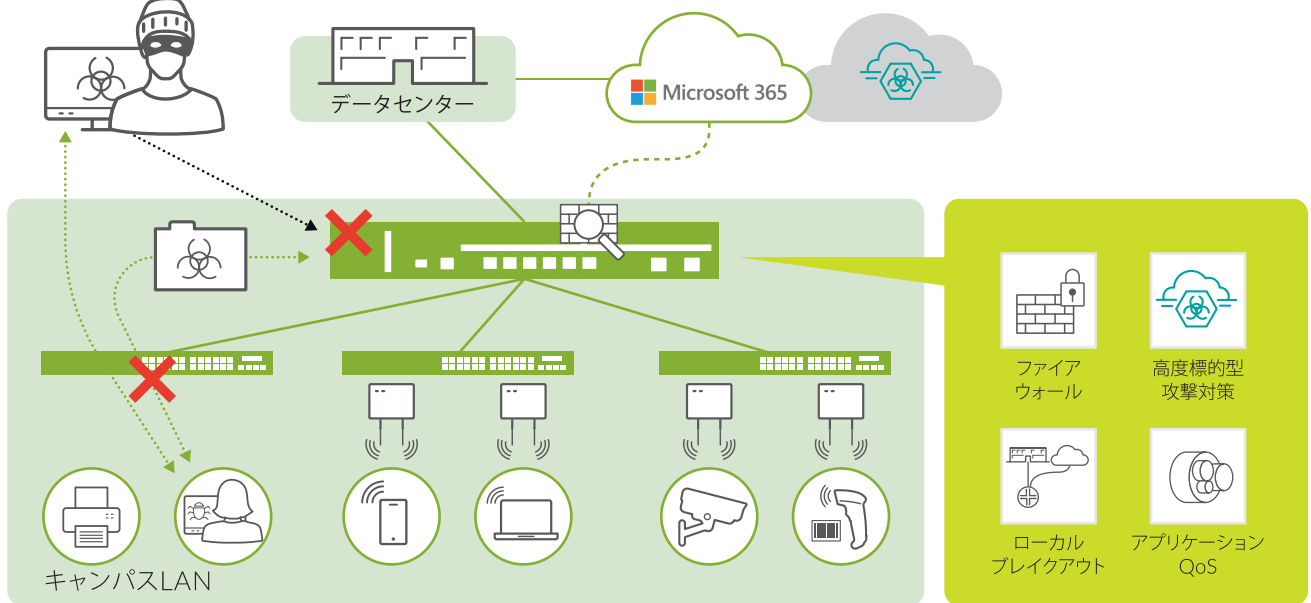 データセンター
Microsoft 365
ファイア
ウォール
高度標的型
攻撃対策
ローカル
ブレイクアウト
アプリケーション
QoS
キャンパスLAN